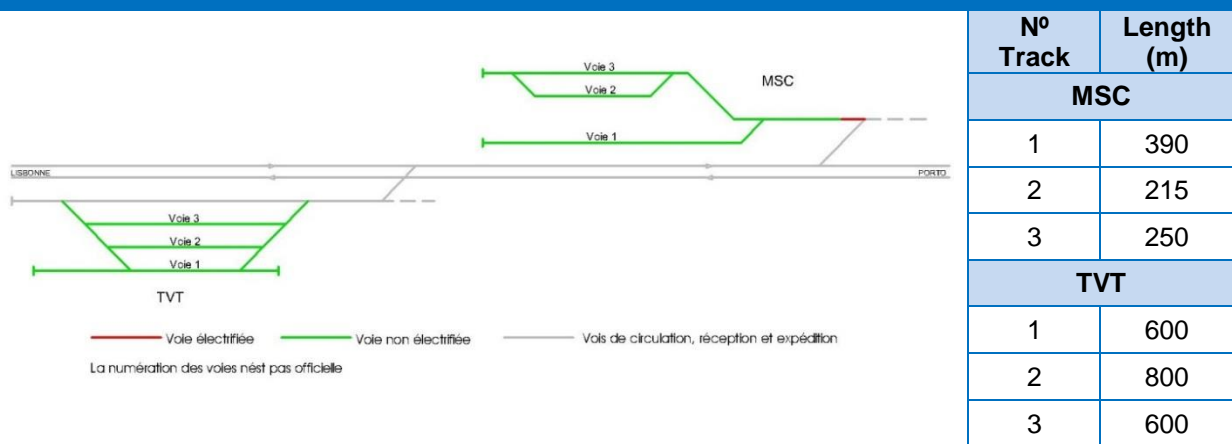 Voie 3
MSC
Voie 2
Voie 1
LISBONNE
PORTO
Voie 3
Voie 2
Voie 1
TVT
Voie électrifiée
Voie non électrifiée
Vois de circulation, réception et expédition
La numération des voies nést pas officielle
Nº Track Length (m)
MSC
1 390
2 215
3 250
TVT
1 600
2 800
3 600